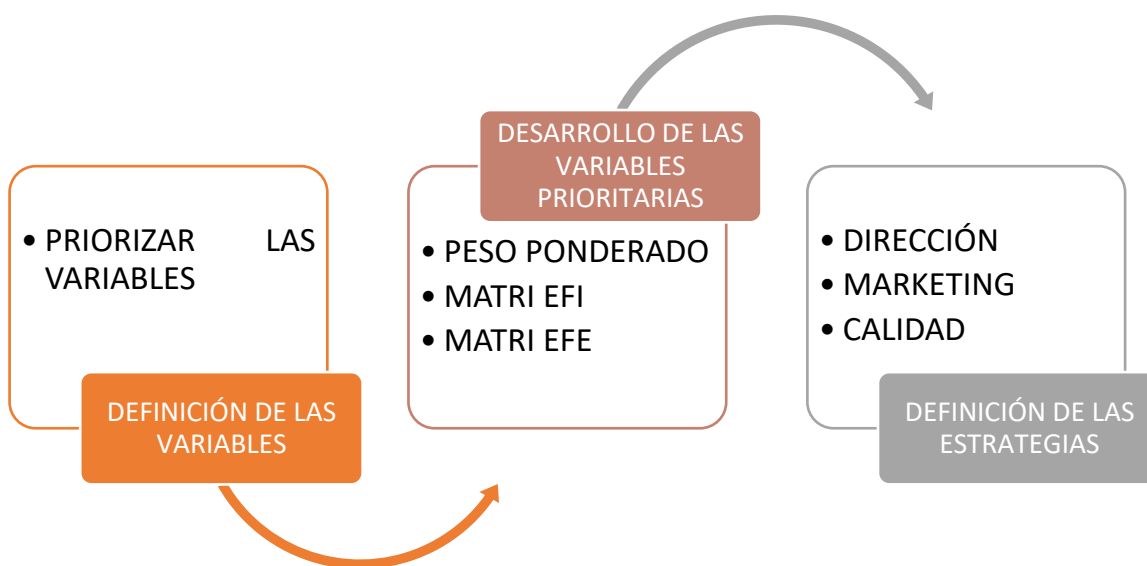 • PRIORIZAR LAS
VARIABLES
DEFINICIÓN DE LAS
VARIABLES
DESARROLLO DE LAS
VARIABLES
PRIORITARIAS
• PESO PONDERADO
• MATRI EFI
• MATRI EFE
• DIRECCIÓN
• MARKETING
• CALIDAD
DEFINICIÓN DE LAS
ESTRATEGIAS